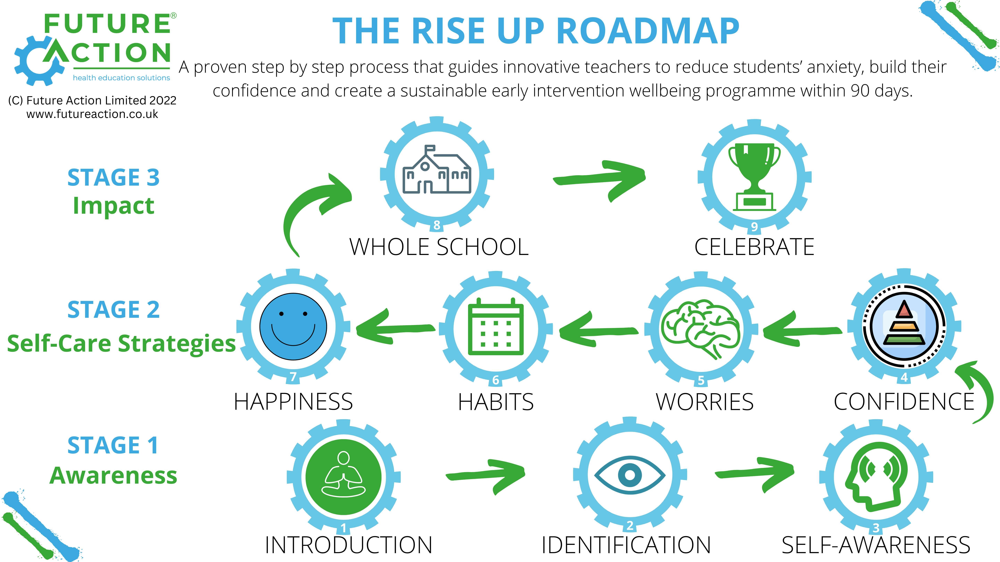 FUTURE®
ACTION
health education solutions
(C) Future Action Limited 2022
www.futureaction.co.uk
THE RISE UP ROADMAP
A proven step by step process that guides innovative teachers to reduce students’ anxiety, build their
confidence and create a sustainable early intervention wellbeing programme within 90 days.
STAGE 3
Impact
8
WHOLE SCHOOL
9
CELEBRATE
STAGE 2
Self-Care Strategies
7
HAPPINESS
6
HABITS
5
WORRIES
4
CONFIDENCE
STAGE 1
Awareness
1
INTRODUCTION
2
IDENTIFICATION
3
SELF-AWARENESS